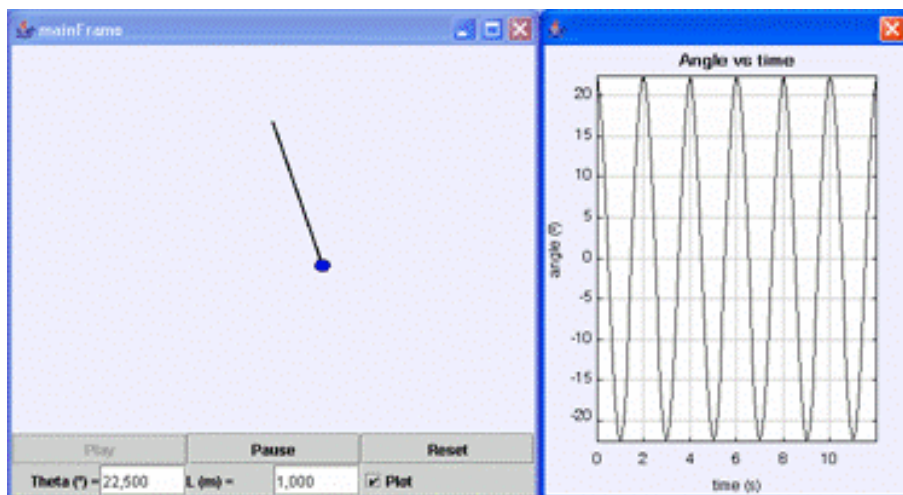 mainFrame
Play Pause Reset
Theta (º) = 22,500 L (m) = 1,000 Plot
Angle vs time
20
15
10
5
0
-5
-10
-15
-20
angle (º)
0 2 4 6 8 10
time (s)